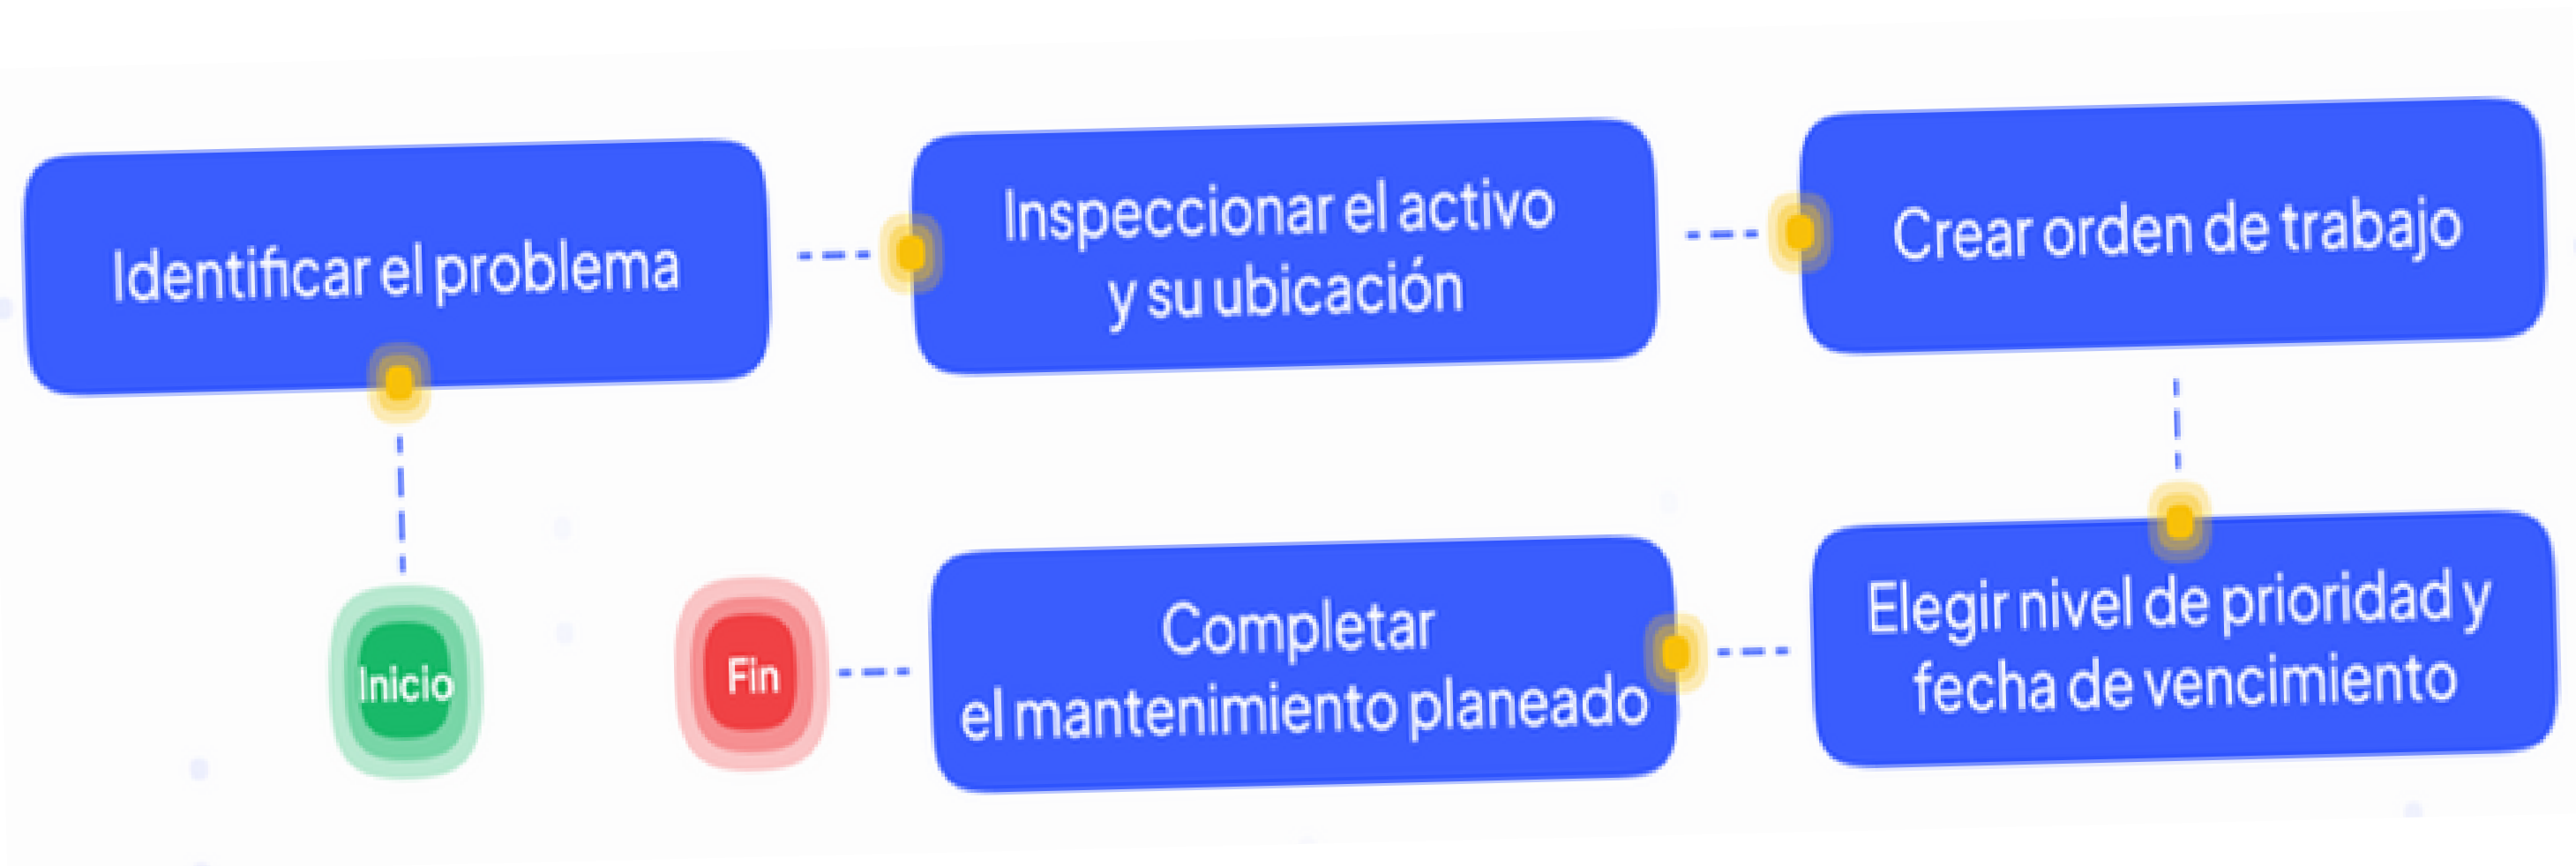 Identificar el problema
Inspeccionar el activo
y su ubicación
Crear orden de trabajo
Inicio
Fin
Completar
el mantenimiento planeado
Elegir nivel de prioridad y
fecha de vencimiento